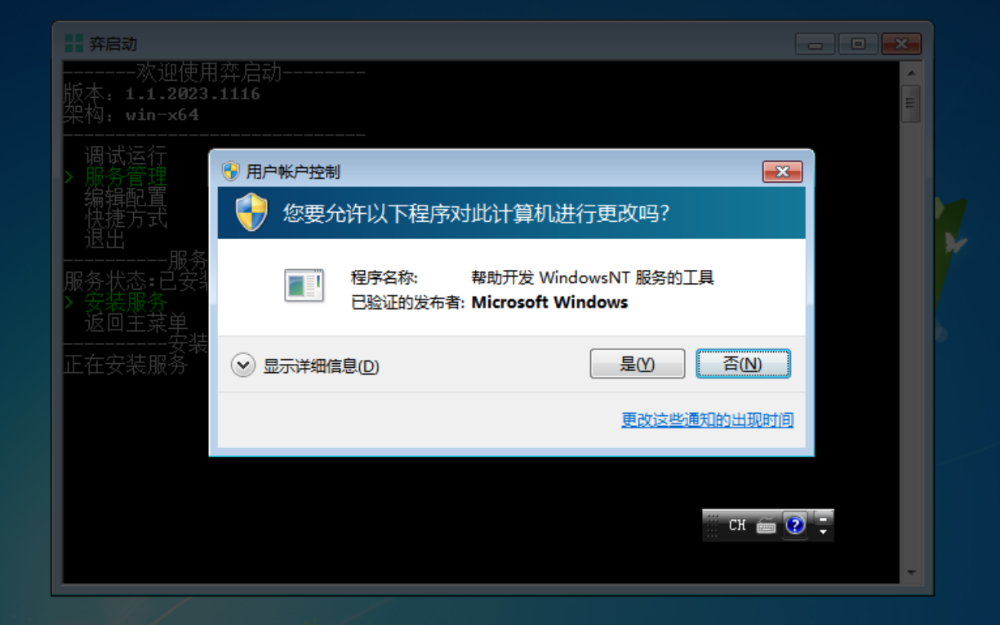 弈启动
-------欢迎使用弈启动--------
版本：1.1.2023.1116
架构：win-x64
-----------------------------
调试运行
> 服务管理
编辑配置
快捷方式
退出
----------服务
服务状态:已安
> 安装服务
返回主菜单
----------安装
正在安装服务
用户帐户控制
您要允许以下程序对此计算机进行更改吗?
程序名称: 帮助开发 WindowsNT 服务的工具
已验证的发布者: Microsoft Windows
显示详细信息(D)
是(Y)
否(N)
更改这些通知的出现时间
CH